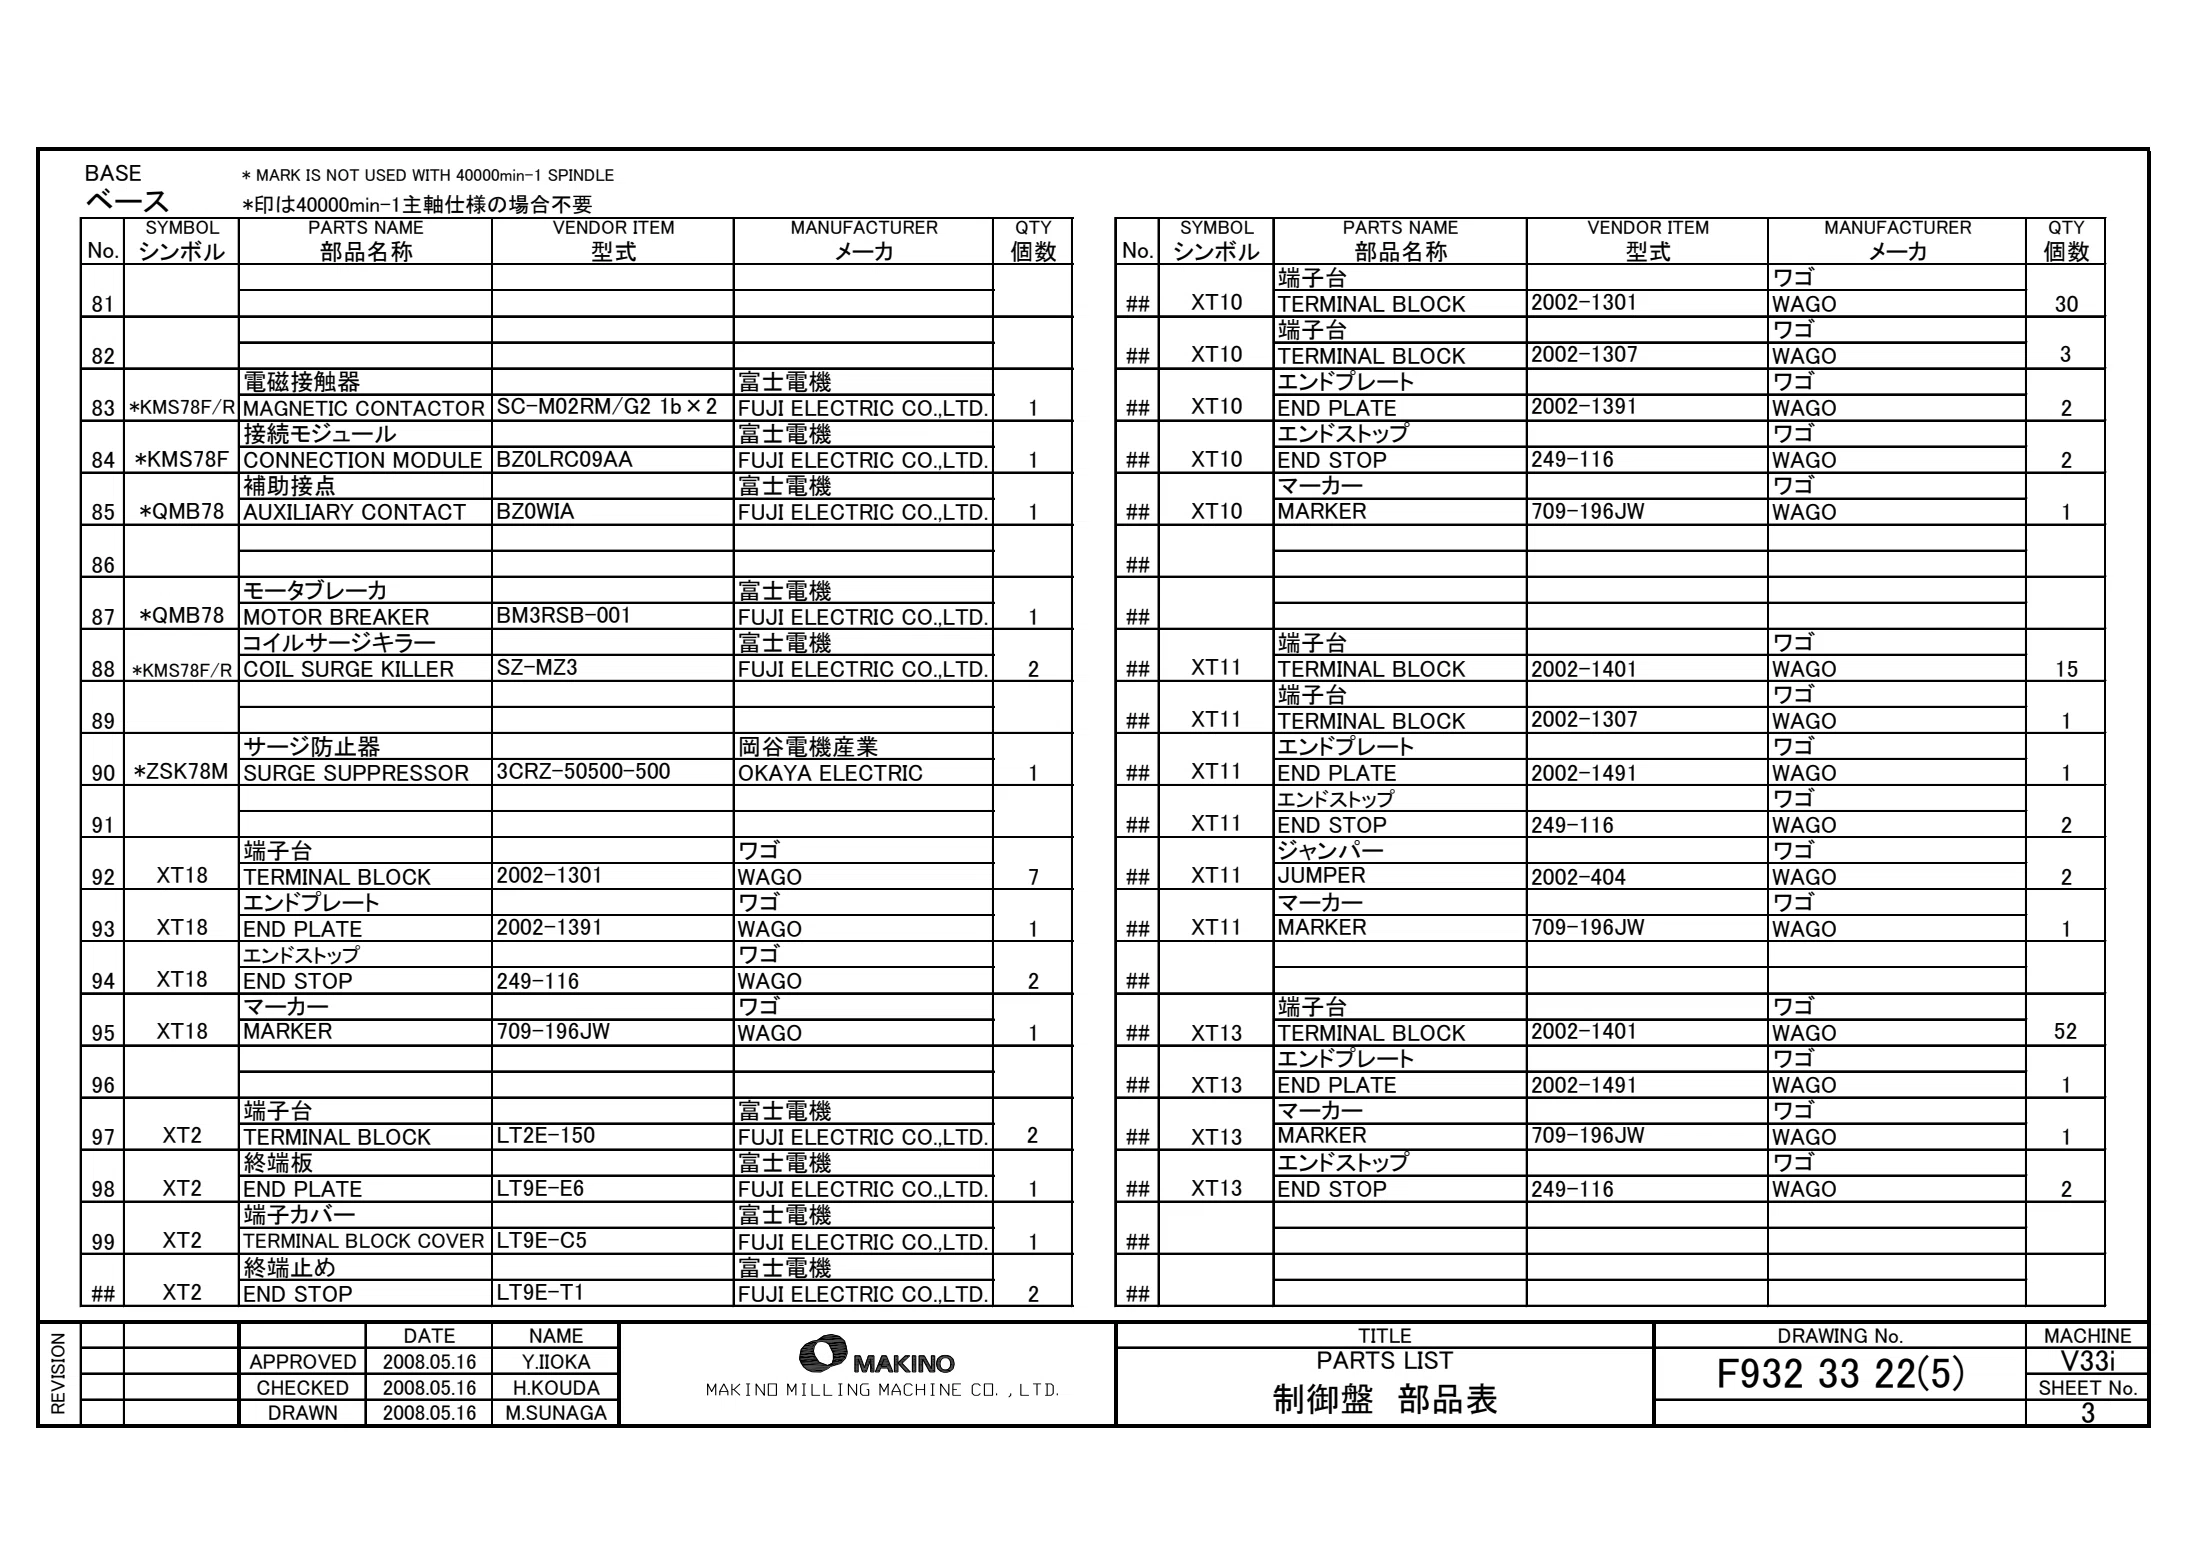 BASE
* MARK IS NOT USED WITH 40000min-1 SPINDLE
ベース
*印は40000min-1主軸仕様の場合不要
No. SYMBOL PARTS NAME VENDOR ITEM MANUFACTURER QTY
シンボル 部品名称 型式 メーカ 個数
81
82
電磁接触器 富士電機
83 *KMS78F/R MAGNETIC CONTACTOR SC-M02RM/G2 1b×2 FUJI ELECTRIC CO.,LTD. 1
接続モジュール 富士電機
84 *KMS78F CONNECTION MODULE BZ0LRC09AA FUJI ELECTRIC CO.,LTD. 1
補助接点 富士電機
85 *QMB78 AUXILIARY CONTACT BZ0WIA FUJI ELECTRIC CO.,LTD. 1
86
モータブレーカ 富士電機
87 *QMB78 MOTOR BREAKER BM3RSB-001 FUJI ELECTRIC CO.,LTD. 1
コイルサージキラー 富士電機
88 *KMS78F/R COIL SURGE KILLER SZ-MZ3 FUJI ELECTRIC CO.,LTD. 2
89
サージ防止器 岡谷電機産業
90 *ZSK78M SURGE SUPPRESSOR 3CRZ-50500-500 OKAYA ELECTRIC 1
91
端子台 ワゴ
92 XT18 TERMINAL BLOCK 2002-1301 WAGO 7
エンドプレート ワゴ
93 XT18 END PLATE 2002-1391 WAGO 1
エンドストップ ワゴ
94 XT18 END STOP 249-116 WAGO 2
マーカー ワゴ
95 XT18 MARKER 709-196JW WAGO 1
96
端子台 富士電機
97 XT2 TERMINAL BLOCK LT2E-150 FUJI ELECTRIC CO.,LTD. 2
終端板 富士電機
98 XT2 END PLATE LT9E-E6 FUJI ELECTRIC CO.,LTD. 1
端子カバー 富士電機
99 XT2 TERMINAL BLOCK COVER LT9E-C5 FUJI ELECTRIC CO.,LTD. 1
終端止め 富士電機
## XT2 END STOP LT9E-T1 FUJI ELECTRIC CO.,LTD. 2
No. SYMBOL PARTS NAME VENDOR ITEM MANUFACTURER QTY
シンボル 部品名称 型式 メーカ 個数
端子台 ワゴ
## XT10 TERMINAL BLOCK 2002-1301 WAGO 30
端子台 ワゴ
## XT10 TERMINAL BLOCK 2002-1307 WAGO 3
エンドプレート ワゴ
## XT10 END PLATE 2002-1391 WAGO 2
エンドストップ ワゴ
## XT10 END STOP 249-116 WAGO 2
マーカー ワゴ
## XT10 MARKER 709-196JW WAGO 1
##
##
端子台 ワゴ
## XT11 TERMINAL BLOCK 2002-1401 WAGO 15
端子台 ワゴ
## XT11 TERMINAL BLOCK 2002-1307 WAGO 1
エンドプレート ワゴ
## XT11 END PLATE 2002-1491 WAGO 1
エンドストップ ワゴ
## XT11 END STOP 249-116 WAGO 2
ジャンパー ワゴ
## XT11 JUMPER 2002-404 WAGO 2
マーカー ワゴ
## XT11 MARKER 709-196JW WAGO 1
##
端子台 ワゴ
## XT13 TERMINAL BLOCK 2002-1401 WAGO 52
エンドプレート ワゴ
## XT13 END PLATE 2002-1491 WAGO 1
マーカー ワゴ
## XT13 MARKER 709-196JW WAGO 1
エンドストップ ワゴ
## XT13 END STOP 249-116 WAGO 2
##
##
REVISION
DATE NAME
APPROVED 2008.05.16 Y.IIOKA
CHECKED 2008.05.16 H.KOUDA
DRAWN 2008.05.16 M.SUNAGA
MAKINO
MAKINO MILLING MACHINE CO.,LTD.
TITLE
PARTS LIST
制御盤 部品表
DRAWING No.
F932 33 22(5)
MACHINE
V33i
SHEET No.
3